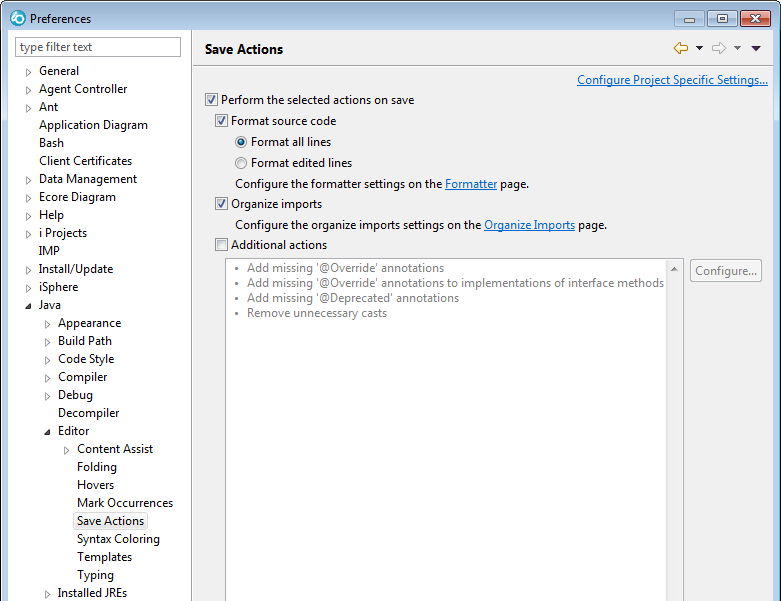 Preferences
type filter text
General
Agent Controller
Ant
Application Diagram
Bash
Client Certificates
Data Management
Ecore Diagram
Help
i Projects
IMP
Install/Update
iSphere
Java
Appearance
Build Path
Code Style
Compiler
Debug
Decompiler
Editor
Content Assist
Folding
Hovers
Mark Occurrences
Save Actions
Syntax Coloring
Templates
Typing
Installed JREs
Save Actions
Configure Project Specific Settings...
Perform the selected actions on save
Format source code
Format all lines
Format edited lines
Configure the formatter settings on the Formatter page.
Organize imports
Configure the organize imports settings on the Organize Imports page.
Additional actions
• Add missing '@Override' annotations
• Add missing '@Override' annotations to implementations of interface methods
• Add missing '@Deprecated' annotations
• Remove unnecessary casts
Configure...